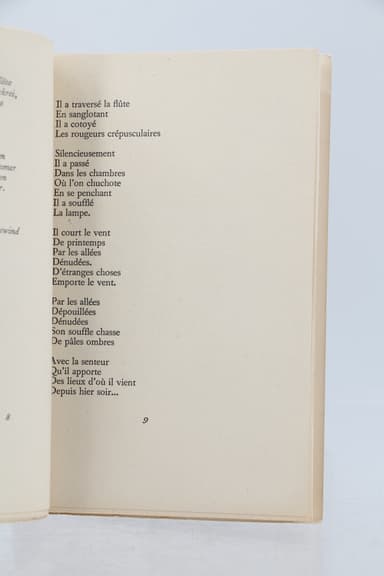 8
Il a traversé la flûte
En sanglotant
Il a cotoyé
Les rougeurs crépusculaires
Silencieusement
Il a passé
Dans les chambres
Où l'on chuchote
En se penchant
Il a soufflé
La lampe.
Il court le vent
De printemps
Par les allées
Dénudées.
D'étranges choses
Emporte le vent.
Par les allées
Dépouillées
Dénudées
Son souffle chasse
De pâles ombres
Avec la senteur
Qu'il apporte
Des lieux d'où il vient
Depuis hier soir...
9